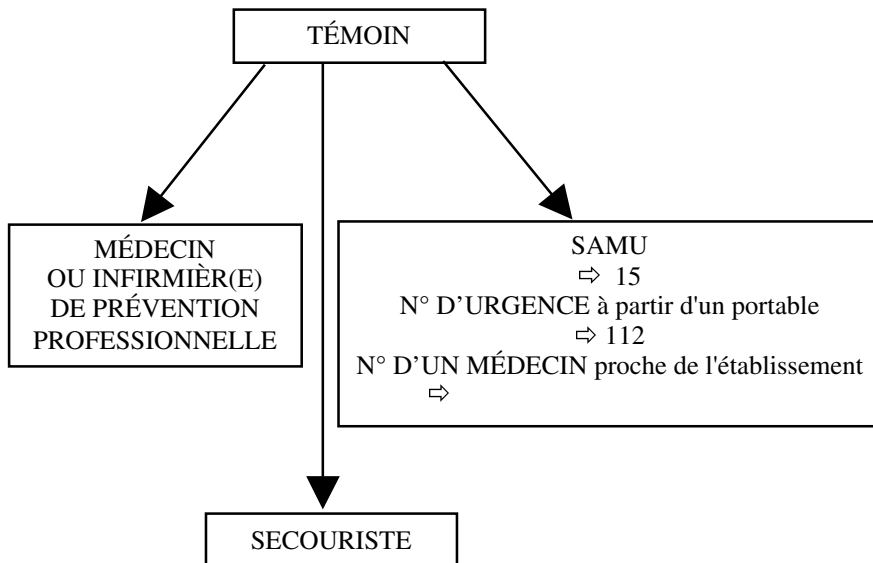 TÉMOIN
MÉDECIN
OU INFIRMIÈR(E)
DE PRÉVENTION
PROFESSIONNELLE
SAMU
⇨ 15
N° D’URGENCE à partir d'un portable
⇨ 112
N° D’UN MÉDECIN proche de l'établissement
⇨
SECOURISTE